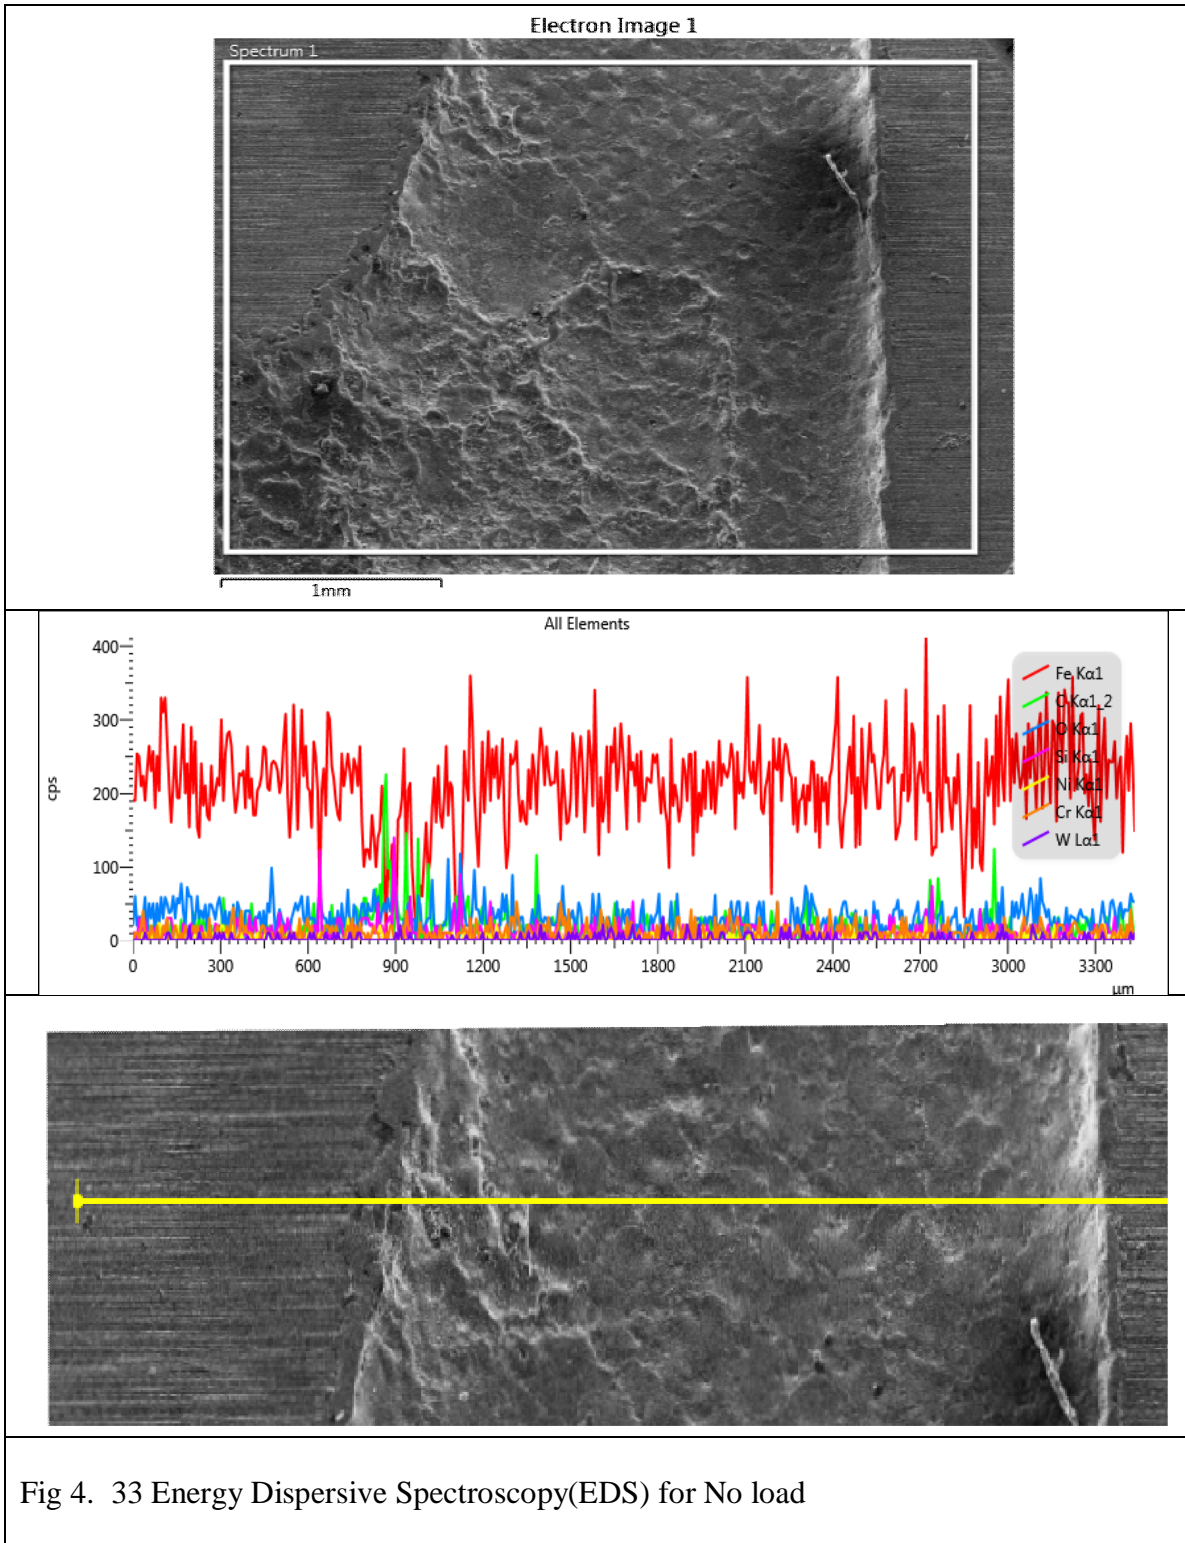 Electron Image 1
Spectrum 1
1mm
All Elements
cps
400
300
200
100
0
Fe Kα1
C Kα1_2
O Kα1
Si Kα1
Ni Kα1
Cr Kα1
W Lα1
0 300 600 900 1200 1500 1800 2100 2400 2700 3000 3300
µm
Fig 4. 33 Energy Dispersive Spectroscopy(EDS) for No load